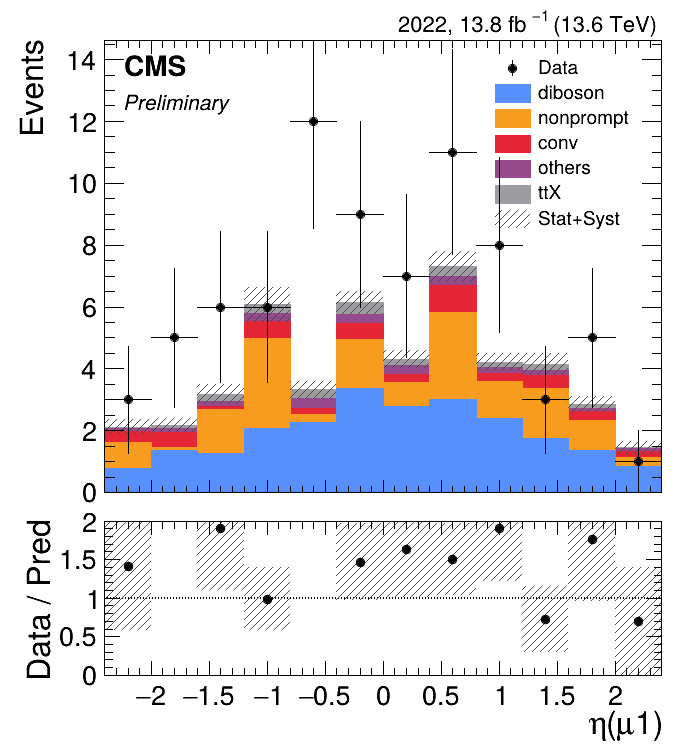 2022, 13.8 fb⁻¹ (13.6 TeV)
Events
CMS
Preliminary
Data
diboson
nonprompt
conv
others
ttX
Stat+Syst
14
12
10
8
6
4
2
0
Data / Pred
2
1.5
1
0.5
0
−2 −1.5 −1 −0.5 0 0.5 1 1.5 2
η(μ1)